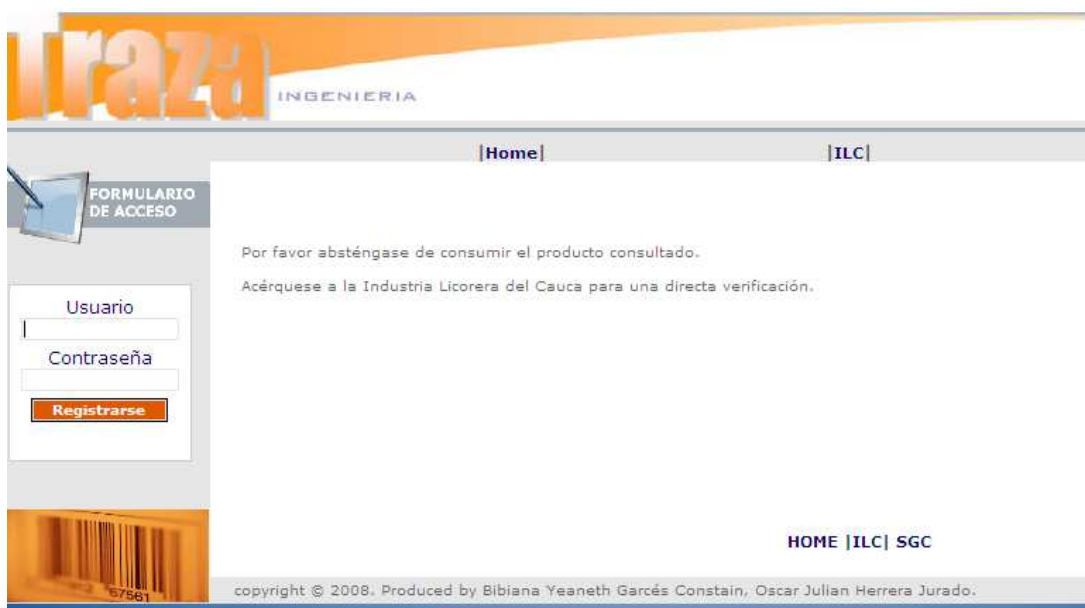 Traza
INGENIERIA
|Home| |ILC|
FORMULARIO
DE ACCESO
Por favor absténgase de consumir el producto consultado.
Acérquese a la Industria Licorera del Cauca para una directa verificación.
Usuario
Contraseña
Registrarse
HOME |ILC| SGC
67561
copyright © 2008. Produced by Bibiana Yeaneth Garcés Constain, Oscar Julian Herrera Jurado.